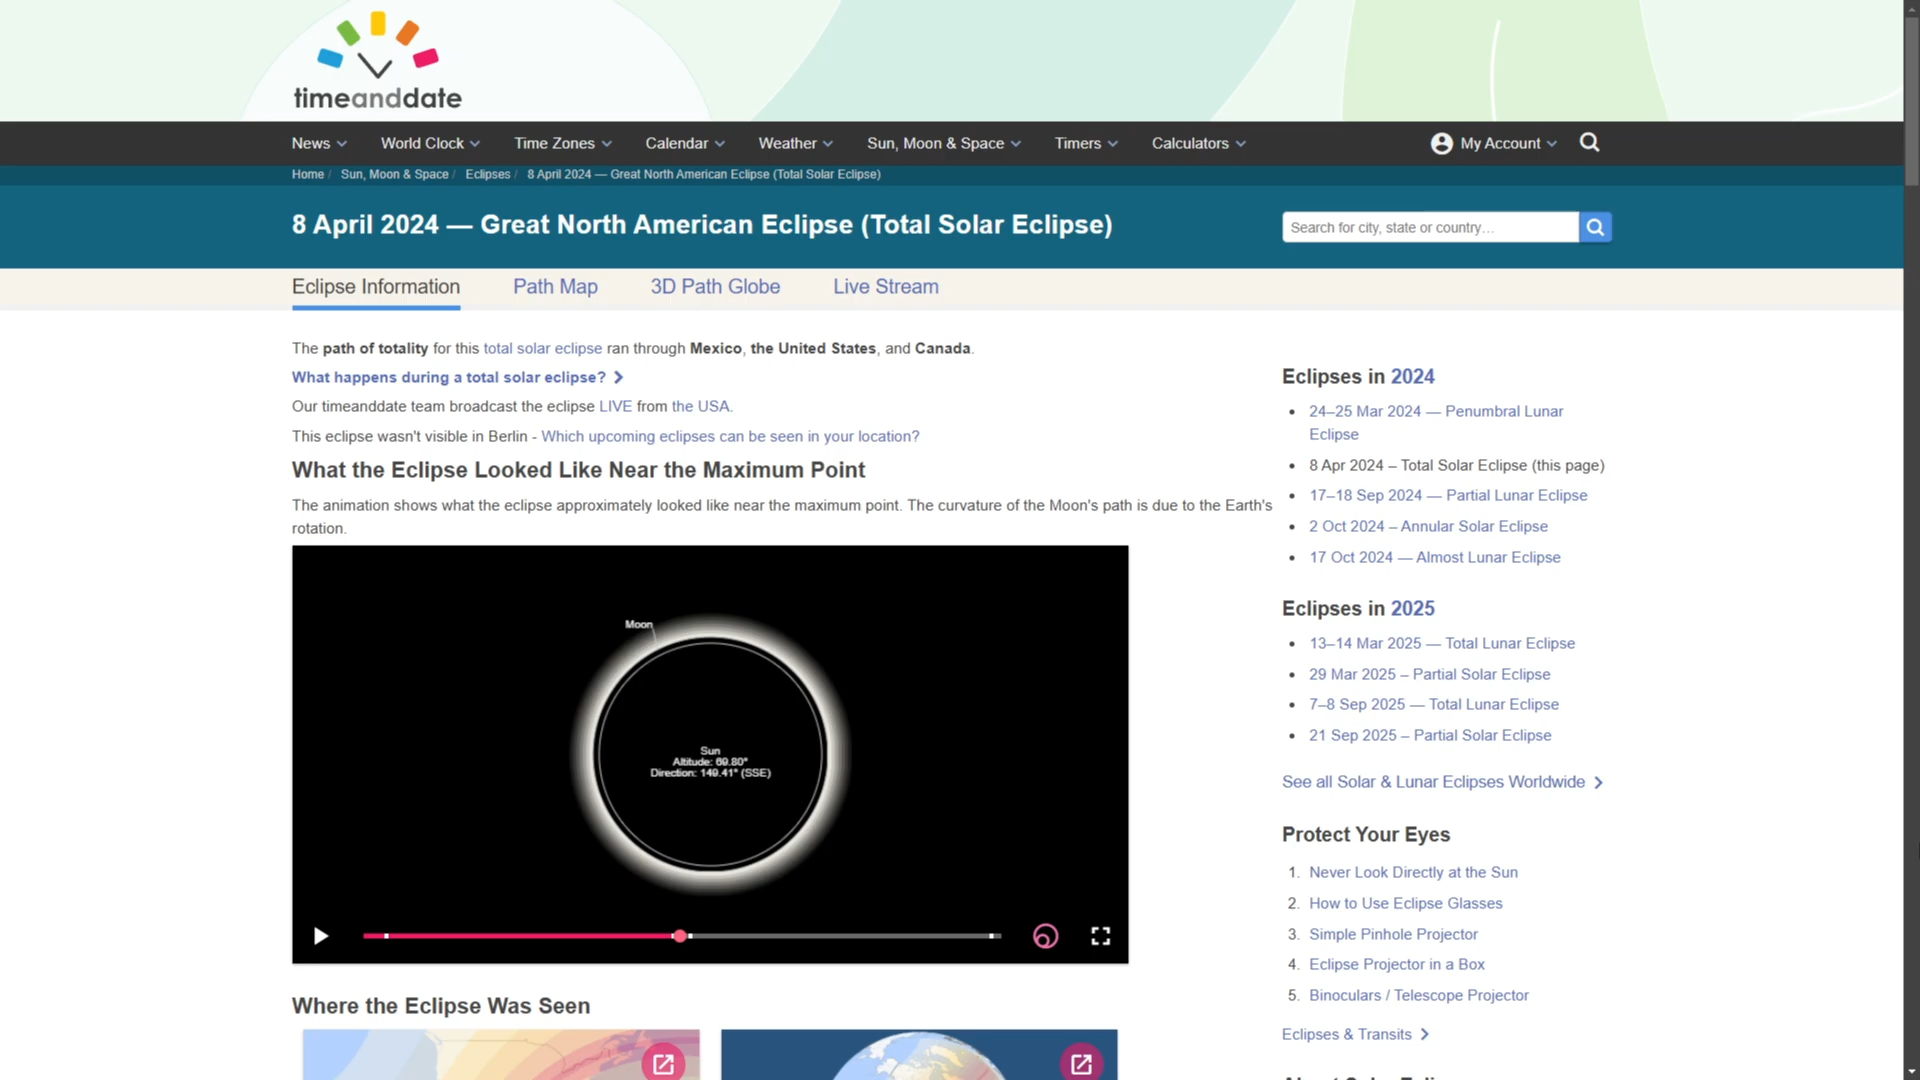 timeanddate
News
World Clock
Time Zones
Calendar
Weather
Sun, Moon & Space
Timers
Calculators
My Account
Home / Sun, Moon & Space / Eclipses / 8 April 2024 — Great North American Eclipse (Total Solar Eclipse)
8 April 2024 — Great North American Eclipse (Total Solar Eclipse)
Search for city, state or country…
Eclipse Information
Path Map
3D Path Globe
Live Stream
The path of totality for this total solar eclipse ran through Mexico, the United States, and Canada.
What happens during a total solar eclipse?
Our timeanddate team broadcast the eclipse LIVE from the USA.
This eclipse wasn't visible in Berlin - Which upcoming eclipses can be seen in your location?
What the Eclipse Looked Like Near the Maximum Point
The animation shows what the eclipse approximately looked like near the maximum point. The curvature of the Moon's path is due to the Earth's
rotation.
Moon
Sun
Altitude: 69.80°
Direction: 149.41° (SSE)
Where the Eclipse Was Seen
Eclipses in 2024
24–25 Mar 2024 — Penumbral Lunar
Eclipse
8 Apr 2024 – Total Solar Eclipse (this page)
17–18 Sep 2024 — Partial Lunar Eclipse
2 Oct 2024 – Annular Solar Eclipse
17 Oct 2024 — Almost Lunar Eclipse
Eclipses in 2025
13–14 Mar 2025 — Total Lunar Eclipse
29 Mar 2025 – Partial Solar Eclipse
7–8 Sep 2025 — Total Lunar Eclipse
21 Sep 2025 – Partial Solar Eclipse
See all Solar & Lunar Eclipses Worldwide
Protect Your Eyes
1. Never Look Directly at the Sun
2. How to Use Eclipse Glasses
3. Simple Pinhole Projector
4. Eclipse Projector in a Box
5. Binoculars / Telescope Projector
Eclipses & Transits